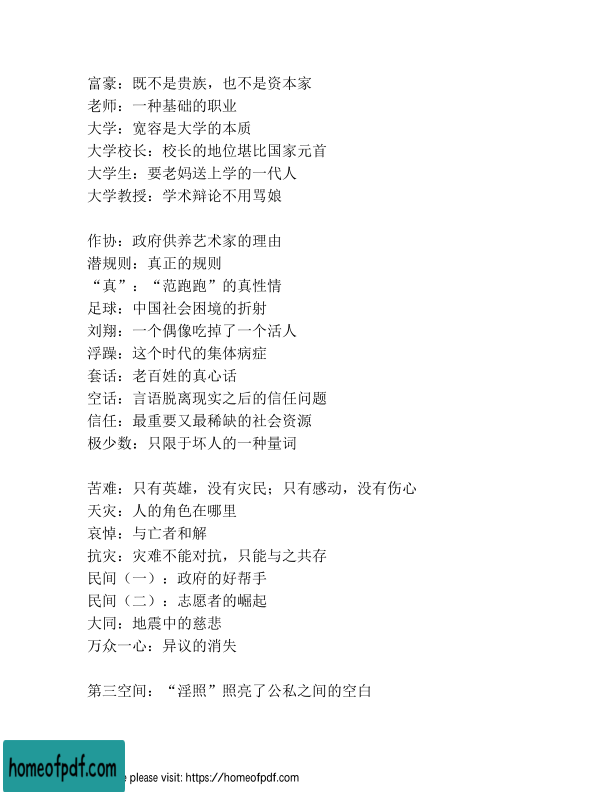 富豪：既不是贵族，也不是资本家
老师：一种基础的职业
大学：宽容是大学的本质
大学校长：校长的地位堪比国家元首
大学生：要老妈送上学的一代人
大学教授：学术辩论不用骂娘
作协：政府供养艺术家的理由
潜规则：真正的规则
“真”：“范跑跑”的真性情
足球：中国社会困境的折射
刘翔：一个偶像吃掉了一个活人
浮躁：这个时代的集体病症
套话：老百姓的真心话
空话：言语脱离现实之后的信任问题
信任：最重要又最稀缺的社会资源
极少数：只限于坏人的一种量词
苦难：只有英雄，没有灾民；只有感动，没有伤心
天灾：人的角色在哪里
哀悼：与亡者和解
抗灾：灾难不能对抗，只能与之共存
民间（一）：政府的好帮手
民间（二）：志愿者的崛起
大同：地震中的慈悲
万众一心：异议的消失
第三空间：“淫照”照亮了公私之间的空白
homeofpdf.com
e please visit: https://homeofpdf.com